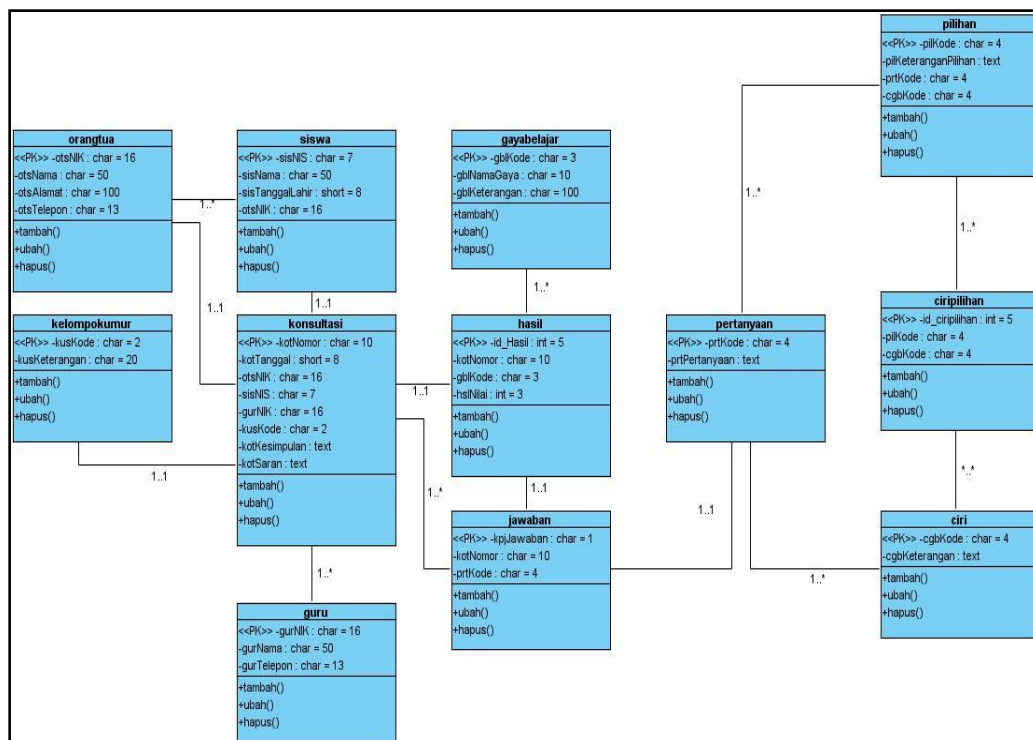 pilihan
<<PK>> -pilKode : char = 4
-pilKeteranganPilihan : text
-prtKode : char = 4
-cgbKode : char = 4
+tambah()
+ubah()
+hapus()
orangtua
<<PK>> -otsNIK : char = 16
-otsNama : char = 50
-otsAlamat : char = 100
-otsTelepon : char = 13
+tambah()
+ubah()
+hapus()
siswa
<<PK>> -sisNIS : char = 7
-sisNama : char = 50
-sisTanggalLahir : short = 8
-otsNIK : char = 16
+tambah()
+ubah()
+hapus()
gayabelajar
<<PK>> -gblKode : char = 3
-gblNamaGaya : char = 10
-gblKeterangan : char = 100
+tambah()
+ubah()
+hapus()
1..*
1..*
1..*
1..1
1..1
1..*
kelompokumur
<<PK>> -kusKode : char = 2
-kusKeterangan : char = 20
+tambah()
+ubah()
+hapus()
konsultasi
<<PK>> -kotNomor : char = 10
-kotTanggal : short = 8
-otsNIK : char = 16
-sisNIS : char = 7
-gurNIK : char = 16
-kusKode : char = 2
-kotKesimpulan : text
-kotSaran : text
+tambah()
+ubah()
+hapus()
hasil
<<PK>> -id_Hasil : int = 5
-kotNomor : char = 10
-gblKode : char = 3
-hslNilai : int = 3
+tambah()
+ubah()
+hapus()
pertanyaan
<<PK>> -prtKode : char = 4
-prtPertanyaan : text
+tambah()
+ubah()
+hapus()
ciripilihan
<<PK>> -id_ciripilihan : int = 5
-pilKode : char = 4
-cgbKode : char = 4
+tambah()
+ubah()
+hapus()
1..1
1..1
1..*
1..1
1..1
*..*
1..*
1..*
guru
<<PK>> -gurNIK : char = 16
-gurNama : char = 50
-gurTelepon : char = 13
+tambah()
+ubah()
+hapus()
jawaban
<<PK>> -kpjJawaban : char = 1
-kotNomor : char = 10
-prtKode : char = 4
+tambah()
+ubah()
+hapus()
ciri
<<PK>> -cgbKode : char = 4
-cgbKeterangan : text
+tambah()
+ubah()
+hapus()